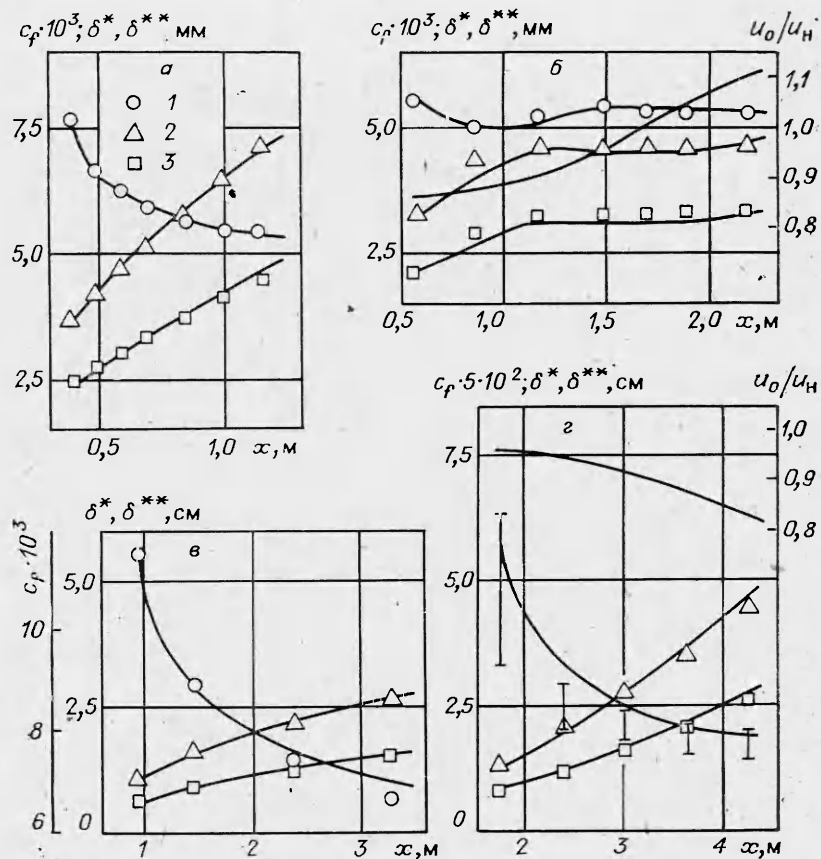 c_f·10³; δ*, δ** мм
c_f·10³; δ*, δ**, мм
u₀/u_н
а
1
2
3
7,5
5,0
2,5
0,5
1,0
x, м
б
5,0
2,5
1,1
1,0
0,9
0,8
0,5
1,0
1,5
2,0
x, м
δ*, δ**, см
c_f·10³
в
10
8
6
5,0
2,5
0
1
2
3
x, м
c_f·5·10²; δ*, δ**, см
u₀/u_н
г
7,5
5,0
2,5
0
1,0
0,9
0,8
2
3
4
x, м